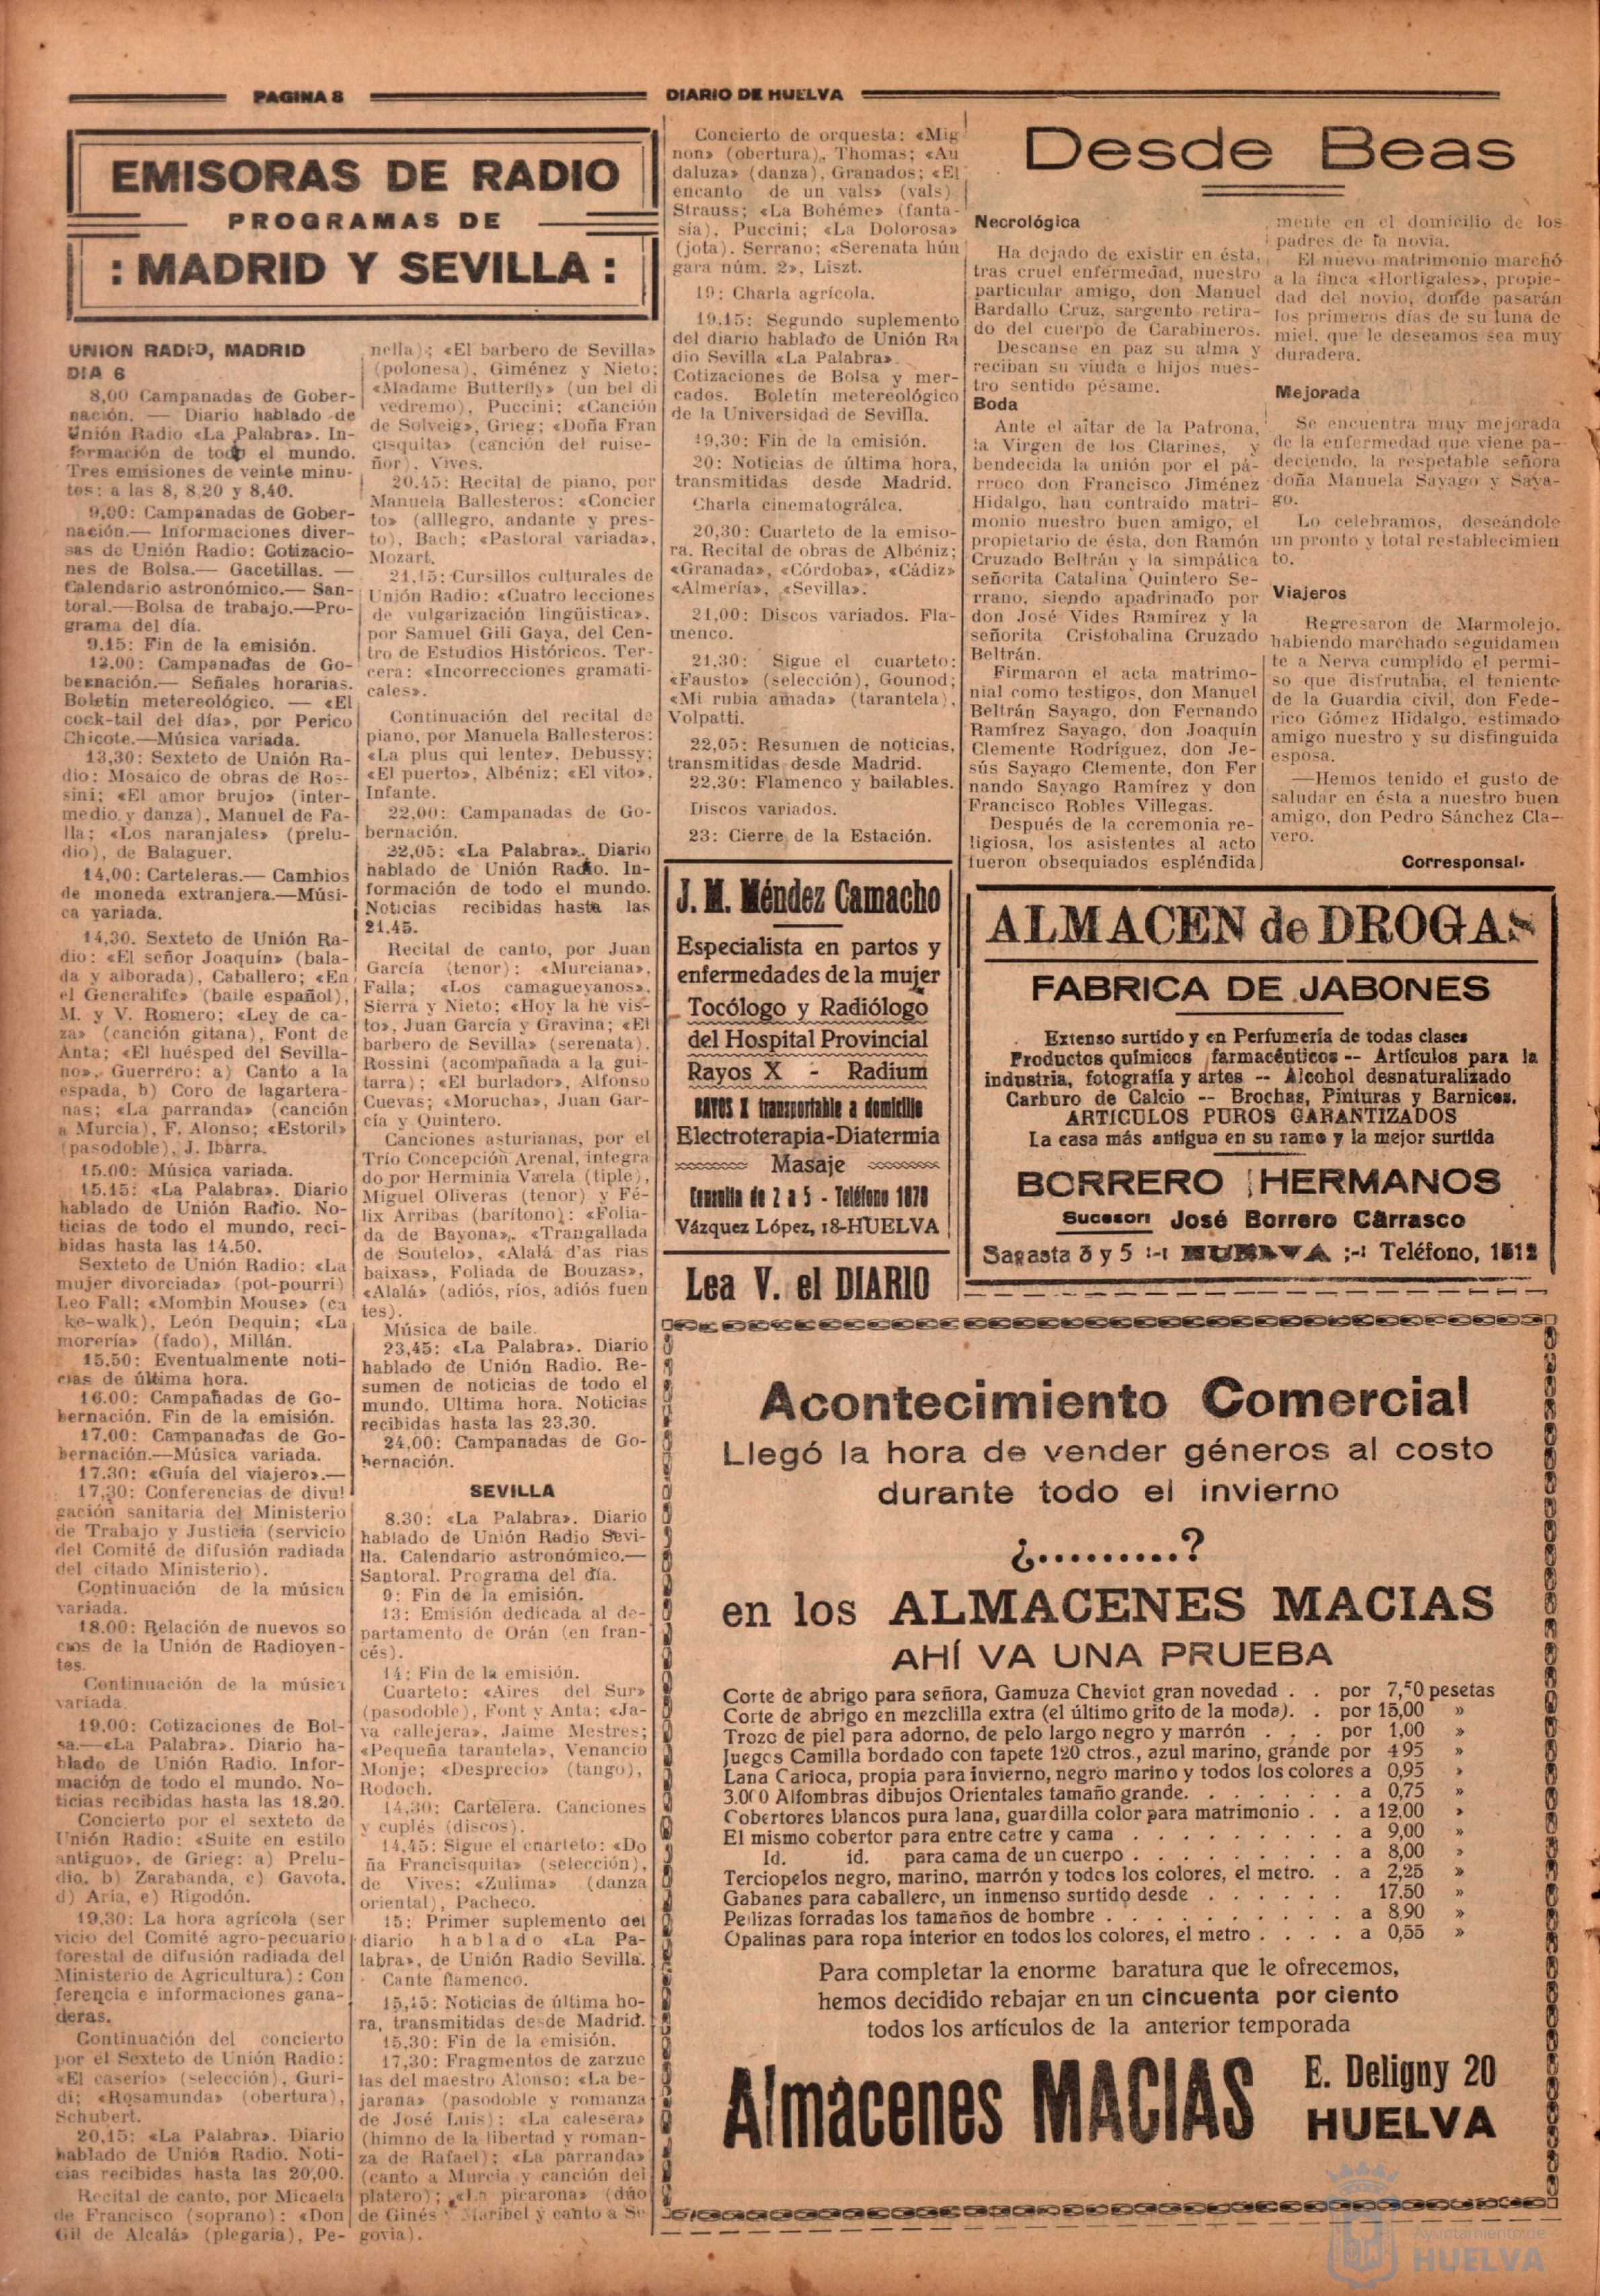 PAGINA 8
DIARIO DE HUELVA
EMISORAS DE RADIO
PROGRAMAS DE
: MADRID Y SEVILLA :
UNION RADIO, MADRID
DIA 6
8,00 Campanadas de Gober-
nación. — Diario hablado de
Unión Radio «La Palabra». In-
formación de todo el mundo.
Tres emisiones de veinte minu-
tos: a las 8, 8,20 y 8,40.
9,00: Campanadas de Gober-
nación.— Informaciones diver-
sas de Unión Radio: Cotizacio-
nes de Bolsa.— Gacetillas. —
Calendario astronómico.— San-
toral.—Bolsa de trabajo.—Pro-
grama del día.
9.15: Fin de la emisión.
13.00: Campanadas de Go-
bernación.— Señales horarias.
Boletín metereológico. — «El
cock-tail del día», por Perico
Chicote.—Música variada.
13,30: Sexteto de Unión Ra-
dio: Mosaico de obras de Ros-
sini; «El amor brujo» (inter-
medio y danza), Manuel de Fa-
lla; «Los naranjales» (prelu-
dio), de Balaguer.
14,00: Carteleras.— Cambios
de moneda extranjera.—Músi-
ca variada.
14,30. Sexteto de Unión Ra-
dio: «El señor Joaquín» (bala-
da y alborada), Caballero; «En
el Generalife» (baile español),
M. y V. Romero; «Ley de ca-
za» (canción gitana), Font de
Anta; «El huésped del Sevilla-
no», Guerrero: a) Canto a la
espada, b) Coro de lagartera-
nas; «La parranda» (canción
a Murcia), F. Alonso; «Estoril»
(pasodoble), J. Ibarra.
15.00: Música variada.
15.15: «La Palabra». Diario
hablado de Unión Radio. No-
ticias de todo el mundo, reci-
bidas hasta las 14.50.
Sexteto de Unión Radio: «La
mujer divorciada» (pot-pourri)
Leo Fall; «Mombin Mouse» (ca
ke-walk), León Dequin; «La
morería» (fado), Millán.
15.50: Eventualmente noti-
cias de última hora.
16.00: Campañadas de Go-
bernación. Fin de la emisión.
17.00: Campanadas de Go-
bernación.—Música variada.
17.30: «Guía del viajero».—
17,30: Conferencias de divul
gación sanitaria del Ministerio
de Trabajo y Justicia (servicio
del Comité de difusión radiada
del citado Ministerio).
Continuación de la música
variada.
18.00: Relación de nuevos so
cios de la Unión de Radioyen-
tes.
Continuación de la música
variada.
19.00: Cotizaciones de Bol-
sa.—«La Palabra». Diario ha-
blado de Unión Radio. Infor-
mación de todo el mundo. No-
ticias recibidas hasta las 18.20.
Concierto por el sexteto de
Unión Radio: «Suite en estilo
antiguo», de Grieg: a) Prelu-
dio, b) Zarabanda, c) Gavota,
d) Aria, e) Rigodón.
19,30: La hora agrícola (ser
vicio del Comité agro-pecuario
forestal de difusión radiada del
Ministerio de Agricultura): Con
ferencia e informaciones gana-
deras.
Continuación del concierto
por el Sexteto de Unión Radio:
«El caserío» (selección), Guri-
di; «Rosamunda» (obertura),
Schubert.
20,15: «La Palabra». Diario
hablado de Unión Radio. Noti-
cias recibidas hasta las 20,00.
Recital de canto, por Micaela
de Francisco (soprano): «Don
Gil de Alcalá» (plegaria), Pe-
nella); «El barbero de Sevilla»
(polonesa), Giménez y Nieto;
«Madame Butterfly» (un bel di
vedremo), Puccini; «Canción
de Solveig», Grieg; «Doña Fran
cisquita» (canción del ruise-
ñor), Vives.
20.45: Recital de piano, por
Manuela Ballesteros: «Concier
to» (alllegro, andante y pres-
to), Bach; «Pastoral variada»,
Mozart.
21,15: Cursillos culturales de
Unión Radio: «Cuatro lecciones
de vulgarización lingüística»,
por Samuel Gili Gaya, del Cen-
tro de Estudios Históricos. Ter-
cera: «Incorrecciones gramati-
cales».
Continuación del recital de
piano, por Manuela Ballesteros:
«La plus qui lente», Debussy;
«El puerto», Albéniz; «El vito»,
Infante.
22,00: Campanadas de Go-
bernación.
22,05: «La Palabra». Diario
hablado de Unión Radio. In-
formación de todo el mundo.
Noticias recibidas hasta las
21.45.
Recital de canto, por Juan
García (tenor): «Murciana»,
Falla; «Los camagueyanos»,
Sierra y Nieto; «Hoy la he vis-
to», Juan García y Gravina; «El
barbero de Sevilla» (serenata),
Rossini (acompañada a la gui-
tarra); «El burlador», Alfonso
Cuevas; «Morucha», Juan Gar-
cía y Quintero.
Canciones asturianas, por el
Trío Concepción Arenal, integra
do por Herminia Varela (tiple),
Miguel Oliveras (tenor) y Fé-
lix Arribas (barítono): «Folia-
da de Bayona», «Trangallada
de Soutelo», «Alalá d'as rias
baixas», Foliada de Bouzas»,
«Alalá» (adiós, ríos, adiós fuen
tes).
Música de baile.
23,45: «La Palabra». Diario
hablado de Unión Radio. Re-
sumen de noticias de todo el
mundo. Ultima hora. Noticias
recibidas hasta las 23.30.
24,00: Campanadas de Go-
bernación.
SEVILLA
8.30: «La Palabra». Diario
hablado de Unión Radio Sevi-
lla. Calendario astronómico.—
Santoral. Programa del día.
9: Fin de la emisión.
13: Emisión dedicada al de-
partamento de Orán (en fran-
cés).
14: Fin de la emisión.
Cuarteto: «Aires del Sur»
(pasodoble), Font y Anta; «Ja-
va callejera», Jaime Mestres;
«Pequeña tarantela», Venancio
Monje; «Desprecio» (tango),
Rodoch.
14,30: Cartelera. Canciones
y cuplés (discos).
14,45: Sigue el cuarteto: «Do
ña Francisquita» (selección),
de Vives; «Zulima» (danza
oriental), Pacheco.
15: Primer suplemento del
diario hablado «La Pa-
labra», de Unión Radio Sevilla.
Cante flamenco.
15,15: Noticias de última ho-
ra, transmitidas desde Madrid.
15,30: Fin de la emisión.
17,30: Fragmentos de zarzue
las del maestro Alonso: «La be-
jarana» (pasodoble y romanza
de José Luis); «La calesera»
(himno de la libertad y roman-
za de Rafael); «La parranda»
(canto a Murcia y canción del
platero); «La picarona» (dúo
de Ginés y Maribel y canto a Se
govia).
Concierto de orquesta: «Mig
non» (obertura), Thomas; «An
daluza» (danza), Granados; «El
encanto de un vals» (vals)
Strauss; «La Bohéme» (fanta-
sía), Puccini; «La Dolorosa»
(jota). Serrano; «Serenata hún
gara núm. 2», Liszt.
19: Charla agrícola.
19.15: Segundo suplemento
del diario hablado de Unión Ra
dio Sevilla «La Palabra».
Cotizaciones de Bolsa y mer-
cados. Boletín metereológico
de la Universidad de Sevilla.
19,30: Fin de la emisión.
20: Noticias de última hora,
transmitidas desde Madrid.
Charla cinematográlca.
20,30: Cuarteto de la emiso-
ra. Recital de obras de Albéniz;
«Granada», «Córdoba», «Cádiz»
«Almería», «Sevilla».
21,00: Discos variados. Fla-
menco.
21,30: Sigue el cuarteto:
«Fausto» (selección), Gounod;
«Mi rubia amada» (tarantela),
Volpatti.
22,05: Resumen de noticias,
transmitidas desde Madrid.
22,30: Flamenco y bailables.
Discos variados.
23: Cierre de la Estación.
J. M. Méndez Camacho
Especialista en partos y
enfermedades de la mujer
Tocólogo y Radiólogo
del Hospital Provincial
Rayos X - Radium
RAYOS X transportable a domicilio
Electroterapia-Diatermia
Masaje
Consulta de 2 a 5 - Teléfono 1878
Vázquez López, 18-HUELVA
Lea V. el DIARIO
Desde Beas
Necrológica
Ha dejado de existir en ésta,
tras cruel enfermedad, nuestro
particular amigo, don Manuel
Bardallo Cruz, sargento retira-
do del cuerpo de Carabineros.
Descanse en paz su alma y
reciban su viuda e hijos nues-
tro sentido pésame.
Boda
Ante el altar de la Patrona,
la Virgen de los Clarines, y
bendecida la unión por el pá-
rroco don Francisco Jiménez
Hidalgo, han contraído matri-
monio nuestro buen amigo, el
propietario de ésta, don Ramón
Cruzado Beltrán y la simpática
señorita Catalina Quintero Se-
rrano, siendo apadrinado por
don José Vides Ramírez y la
señorita Cristobalina Cruzado
Beltrán.
Firmaron el acta matrimo-
nial como testigos, don Manuel
Beltrán Sayago, don Fernando
Ramírez Sayago, don Joaquín
Clemente Rodríguez, don Je-
sús Sayago Clemente, don Fer
nando Sayago Ramírez y don
Francisco Robles Villegas.
Después de la ceremonia re-
ligiosa, los asistentes al acto
fueron obsequiados espléndida
mente en el domicilio de los
padres de la novia.
El nuevo matrimonio marchó
a la finca «Hortigales», propie-
dad del novio, donde pasarán
los primeros días de su luna de
miel, que le deseamos sea muy
duradera.
Mejorada
Se encuentra muy mejorada
de la enfermedad que viene pa-
deciendo, la respetable señora
doña Manuela Sayago y Saya-
go.
Lo celebramos, deseándole
un pronto y total restablecimien
to.
Viajeros
Regresaron de Marmolejo,
habiendo marchado seguidamen
te a Nerva cumplido el permi-
so que disfrutaba, el teniente
de la Guardia civil, don Fede-
rico Gómez Hidalgo, estimado
amigo nuestro y su distinguida
esposa.
—Hemos tenido el gusto de
saludar en ésta a nuestro buen
amigo, don Pedro Sánchez Cla-
vero.
Corresponsal.
ALMACEN de DROGAS
FABRICA DE JABONES
Extenso surtido y en Perfumería de todas clases
Productos químicos farmacéuticos -- Artículos para la
industria, fotografía y artes -- Alcohol desnaturalizado
Carburo de Calcio -- Brochas, Pinturas y Barnices.
ARTICULOS PUROS GARANTIZADOS
La casa más antigua en su ramo y la mejor surtida
BORRERO HERMANOS
Sucesor: José Borrero Carrasco
Sagasta 3 y 5 :-: HUELVA :-: Teléfono, 1512
Acontecimiento Comercial
Llegó la hora de vender géneros al costo
durante todo el invierno
¿..........?
en los ALMACENES MACIAS
AHÍ VA UNA PRUEBA
Corte de abrigo para señora, Gamuza Cheviot gran novedad . . por 7,50 pesetas
Corte de abrigo en mezclilla extra (el último grito de la moda). . por 15,00 »
Trozo de piel para adorno, de pelo largo negro y marrón . . . por 1,00 »
Juegos Camilla bordado con tapete 120 ctros., azul marino, grande por 4 95 »
Lana Carioca, propia para invierno, negro marino y todos los colores a 0,95 »
3.000 Alfombras dibujos Orientales tamaño grande. . . . . . . a 0,75 »
Cobertores blancos pura lana, guardilla color para matrimonio . . a 12,00 »
El mismo cobertor para entre catre y cama . . . . . . . . . a 9,00 »
Id. id. para cama de un cuerpo . . . . . . . . . a 8,00 »
Terciopelos negro, marino, marrón y todos los colores, el metro. . a 2,25 »
Gabanes para caballero, un inmenso surtido desde . . . . . . 17.50 »
Pellizas forradas los tamaños de hombre . . . . . . . . . . a 8,90 »
Opalinas para ropa interior en todos los colores, el metro . . . . a 0,55 »
Para completar la enorme baratura que le ofrecemos,
hemos decidido rebajar en un cincuenta por ciento
todos los artículos de la anterior temporada
Almacenes MACIAS
E. Deligny 20
HUELVA
Ayuntamiento de
HUELVA